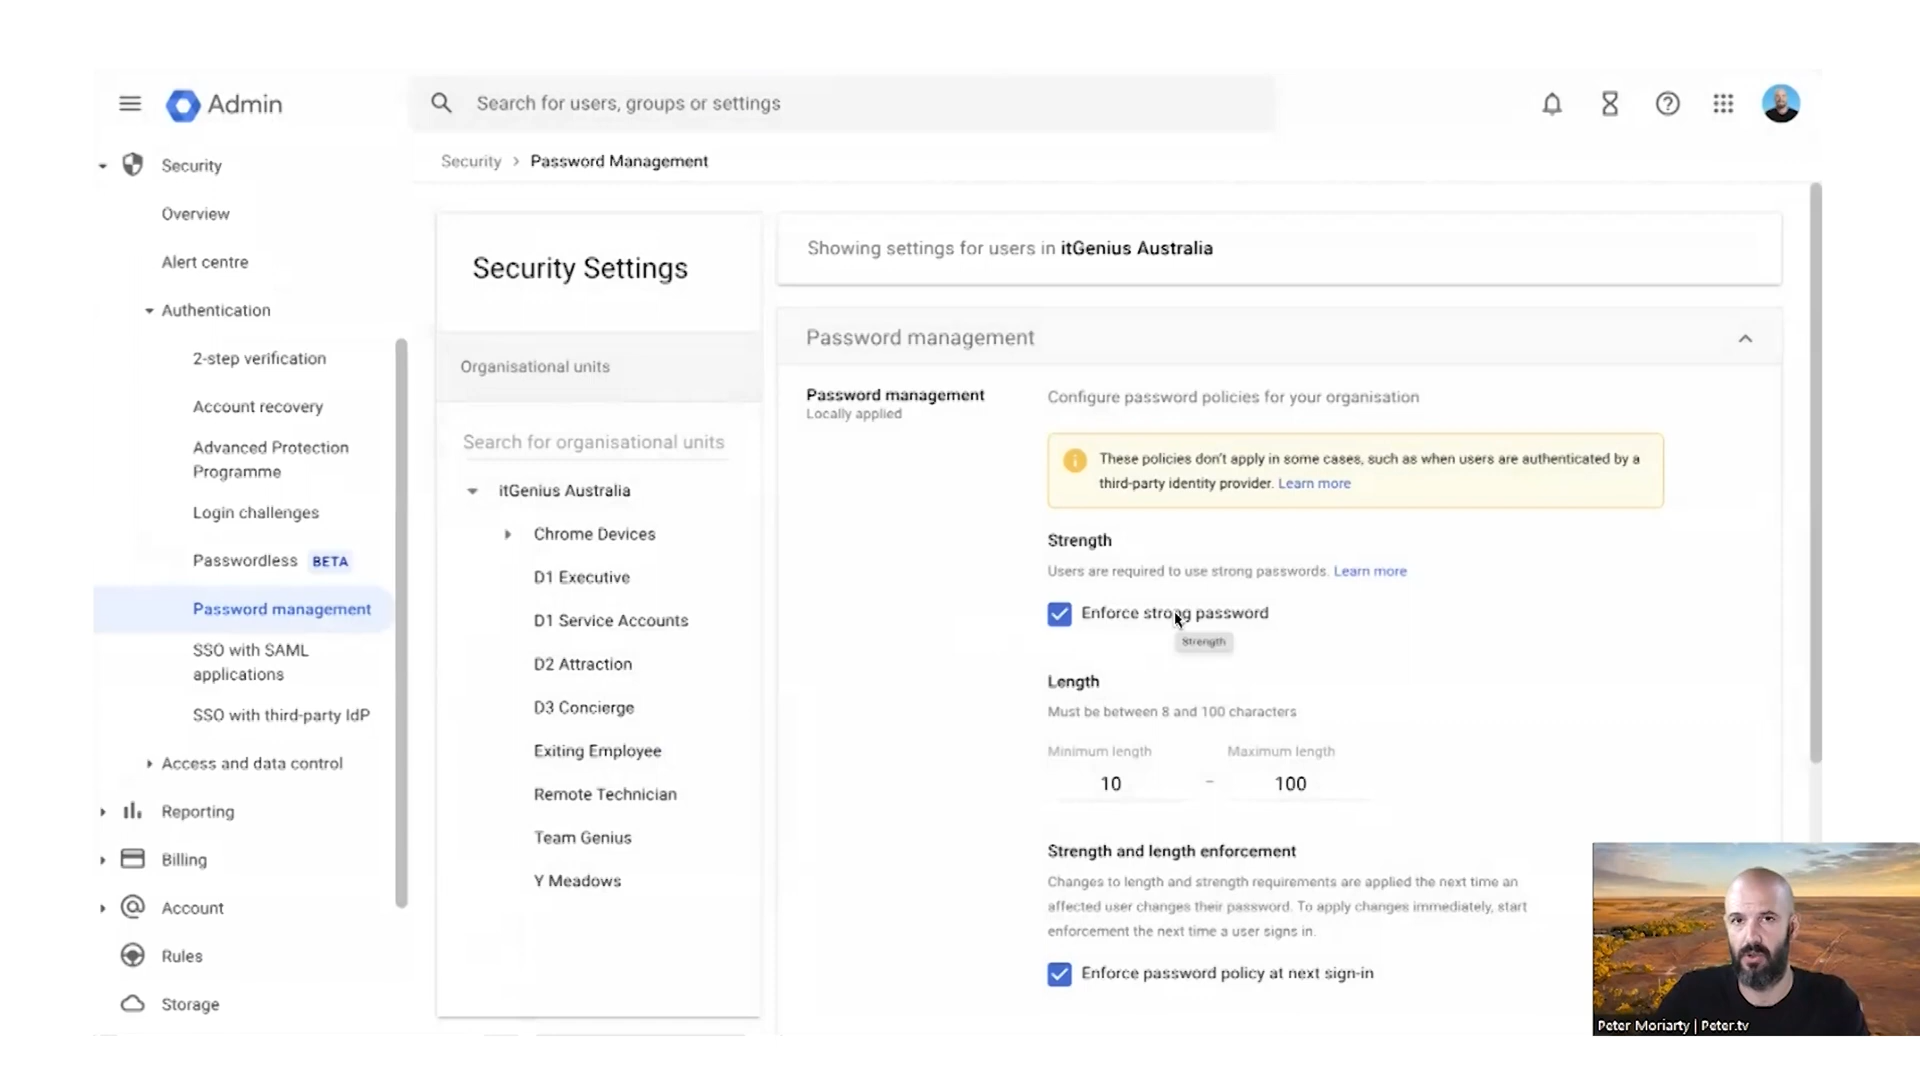 Admin
Search for users, groups or settings
Security
Overview
Alert centre
Authentication
2-step verification
Account recovery
Advanced Protection
Programme
Login challenges
Passwordless BETA
Password management
SSO with SAML
applications
SSO with third-party IdP
Access and data control
Reporting
Billing
Account
Rules
Storage
Security > Password Management
Security Settings
Organisational units
Search for organisational units
itGenius Australia
Chrome Devices
D1 Executive
D1 Service Accounts
D2 Attraction
D3 Concierge
Exiting Employee
Remote Technician
Team Genius
Y Meadows
Showing settings for users in itGenius Australia
Password management
Password management
Locally applied
Configure password policies for your organisation
These policies don't apply in some cases, such as when users are authenticated by a
third-party identity provider. Learn more
Strength
Users are required to use strong passwords. Learn more
Enforce strong password
Strength
Length
Must be between 8 and 100 characters
Minimum length Maximum length
10 - 100
Strength and length enforcement
Changes to length and strength requirements are applied the next time an
affected user changes their password. To apply changes immediately, start
enforcement the next time a user signs in.
Enforce password policy at next sign-in
Peter Moriarty | Peter.tv